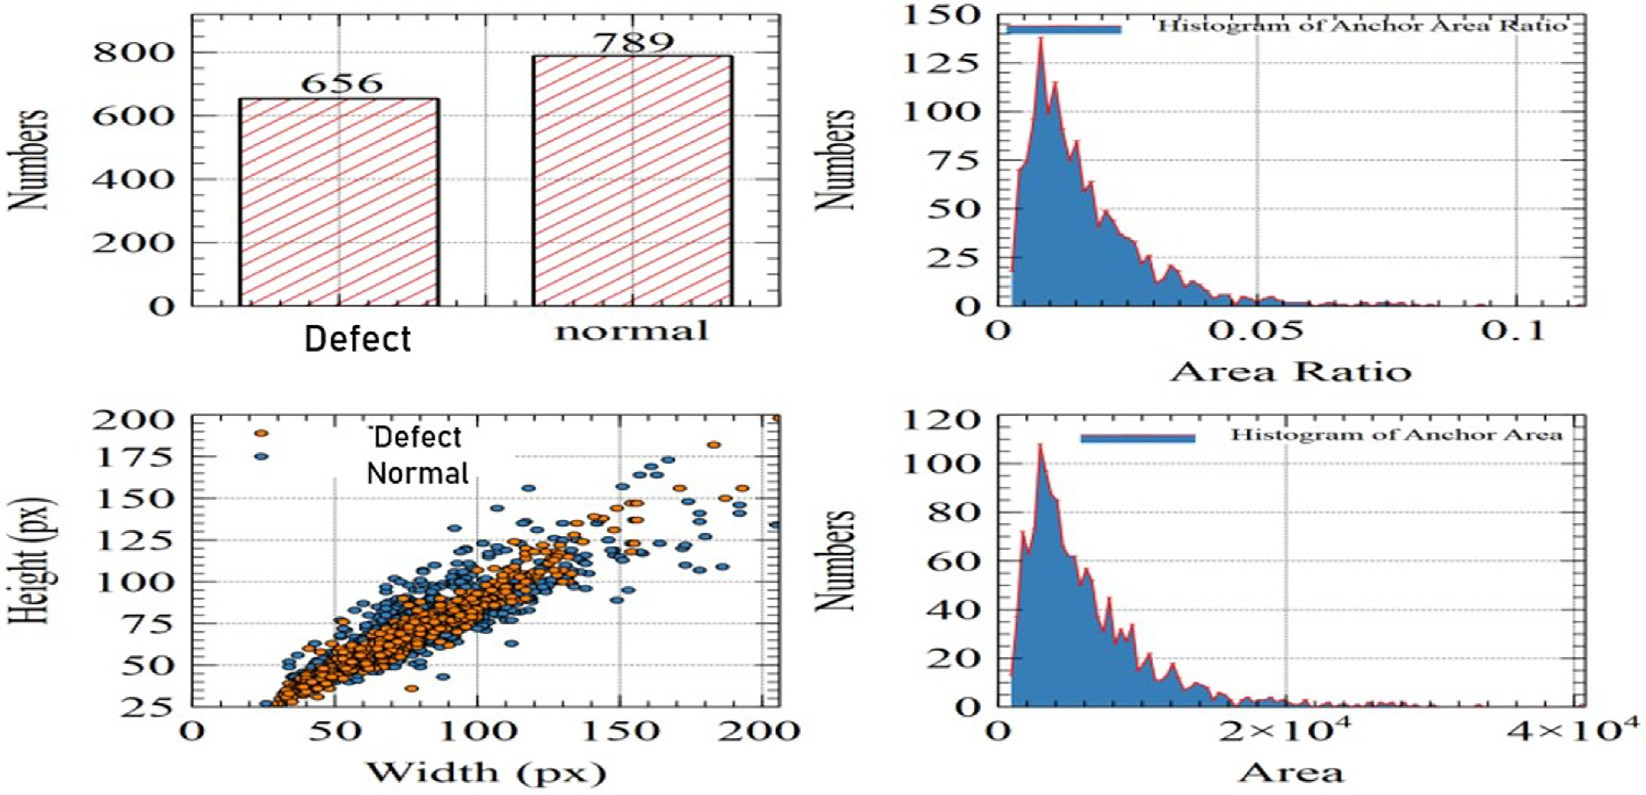 Numbers
800
600
400
200
0
656
789
Defect
normal
Numbers
150
125
100
75
50
25
0
Histogram of Anchor Area Ratio
0 0.05 0.1
Area Ratio
Height (px)
200
175
150
125
100
75
50
25
Defect
Normal
0 50 100 150 200
Width (px)
Numbers
120
100
80
60
40
20
0
Histogram of Anchor Area
0 2×10⁴ 4×10⁴
Area